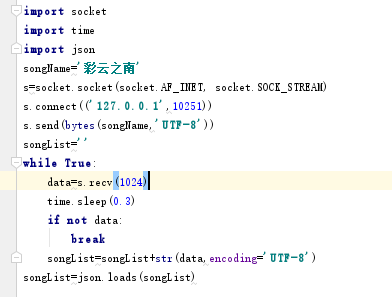 import socket
import time
import json
songName='彩云之南'
s=socket.socket(socket.AF_INET, socket.SOCK_STREAM)
s.connect(('127.0.0.1',10251))
s.send(bytes(songName,'UTF-8'))
songList=''
while True:
    data=s.recv(1024)
    time.sleep(0.3)
    if not data:
        break
    songList=songList+str(data,encoding='UTF-8')
songList=json.loads(songList)